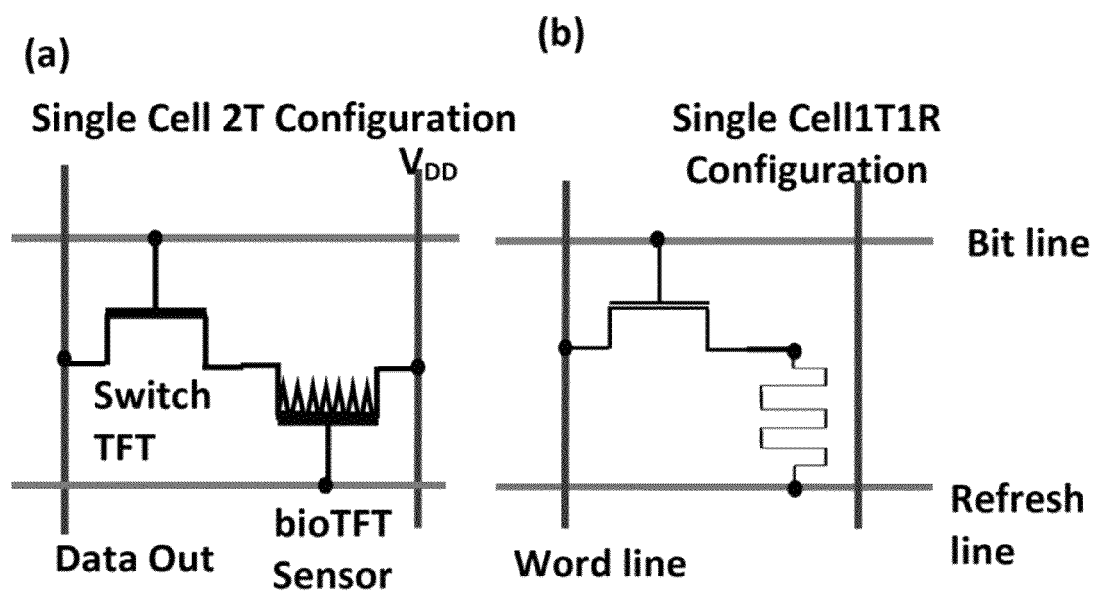 (a)
Single Cell 2T Configuration
VDD
Switch
TFT
bioTFT
Sensor
Data Out
(b)
Single Cell1T1R
Configuration
Bit line
Refresh
line
Word line